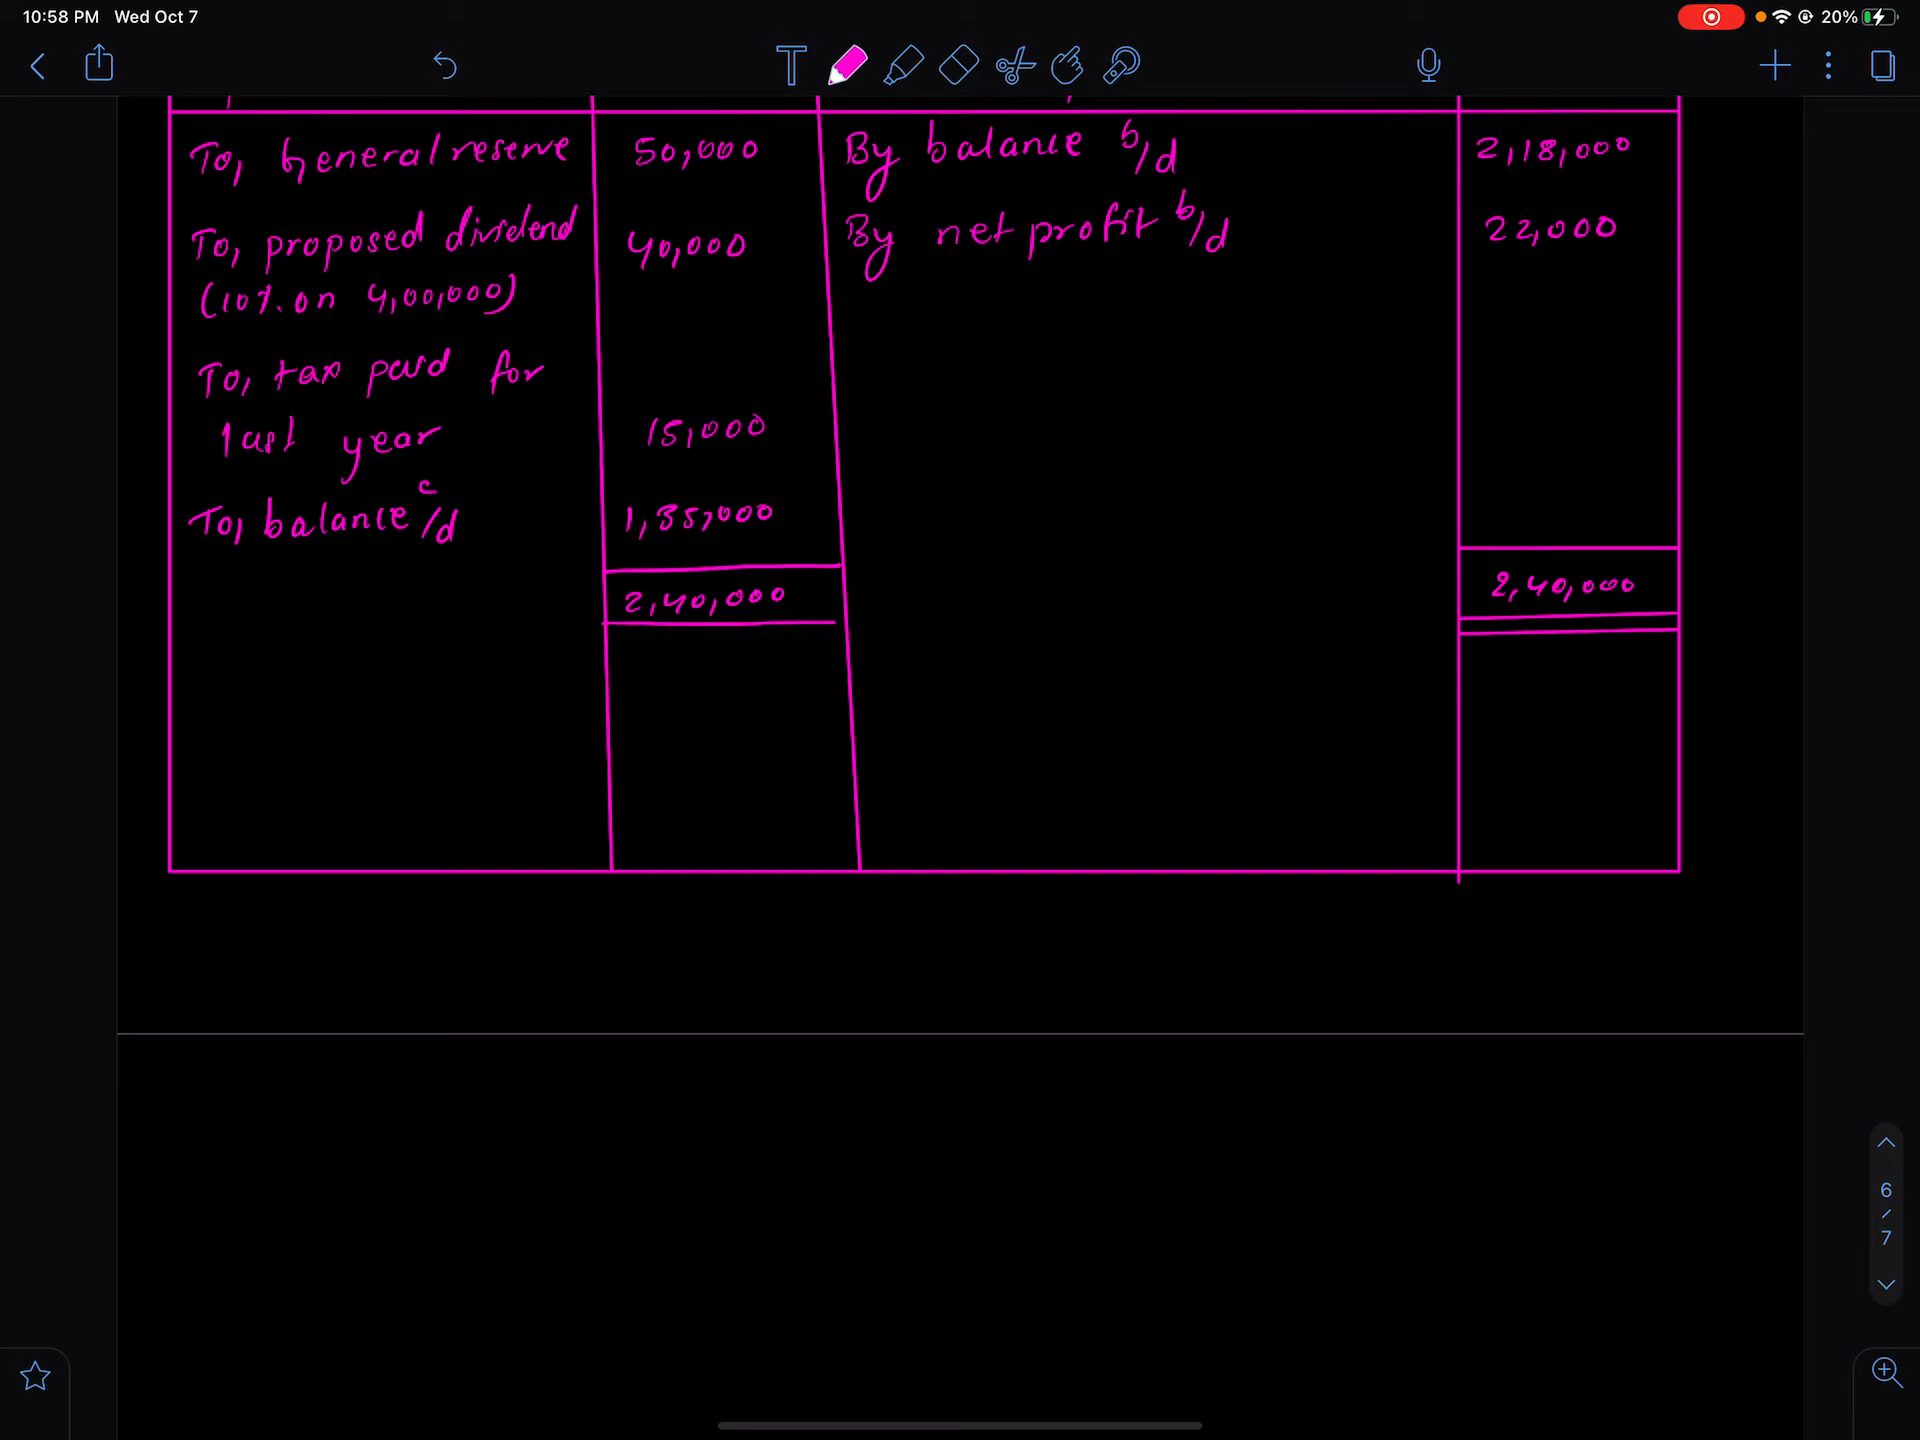 10:58 PM Wed Oct 7
20%
To, General reserve 50,000 By balance b/d 2,18,000
To, proposed dividend 40,000 By net profit b/d 22,000
(10% on 4,00,000)
To, tax paid for
last year 15,000
To, balance c/d 1,35,000
2,40,000 2,40,000
6
/
7